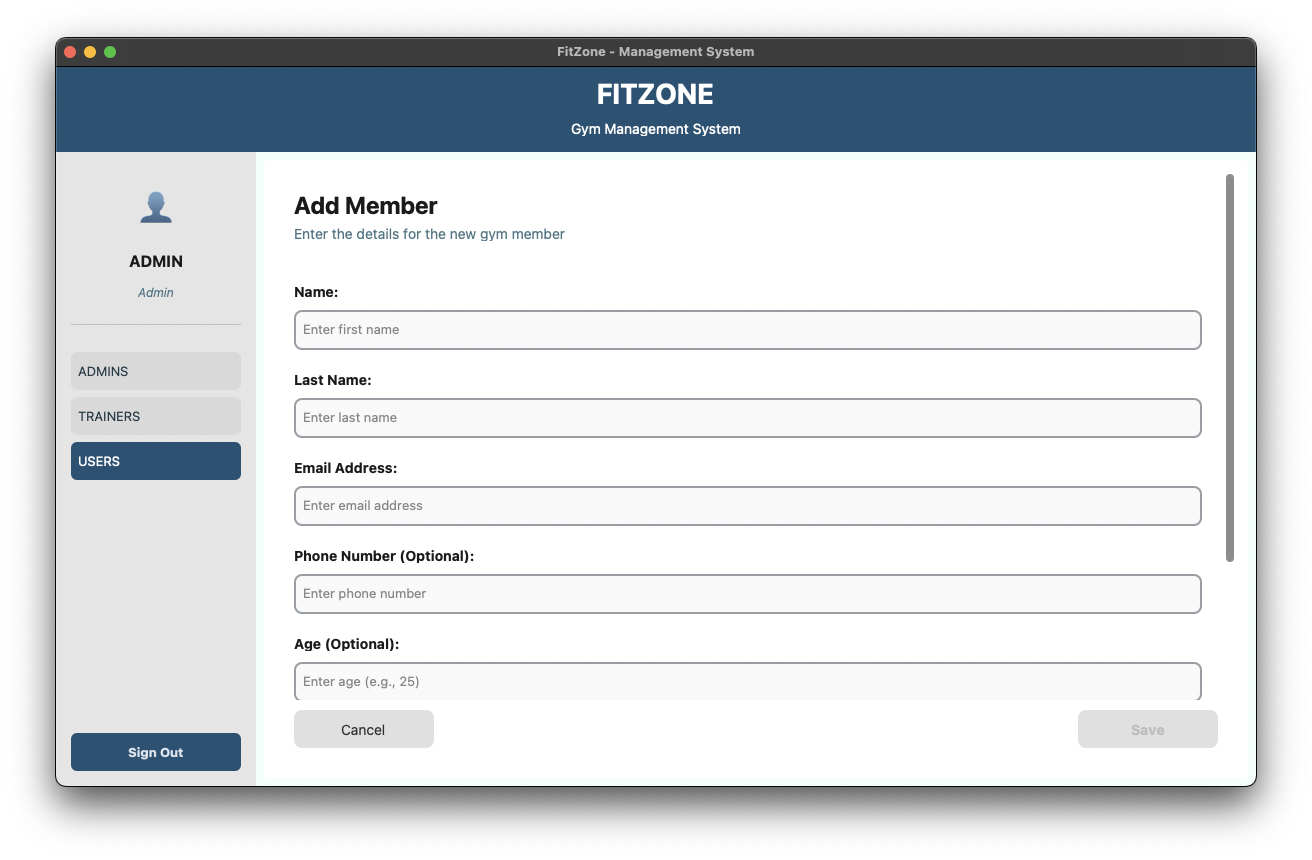 FitZone - Management System
FITZONE
Gym Management System
ADMIN
Admin
ADMINS
TRAINERS
USERS
Sign Out
Add Member
Enter the details for the new gym member
Name:
Enter first name
Last Name:
Enter last name
Email Address:
Enter email address
Phone Number (Optional):
Enter phone number
Age (Optional):
Enter age (e.g., 25)
Cancel
Save